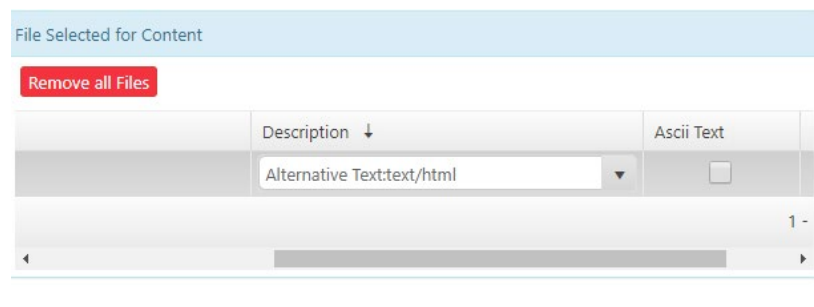 File Selected for Content
Remove all Files
Description ↓ Ascii Text
Alternative Text:text/html
1 -